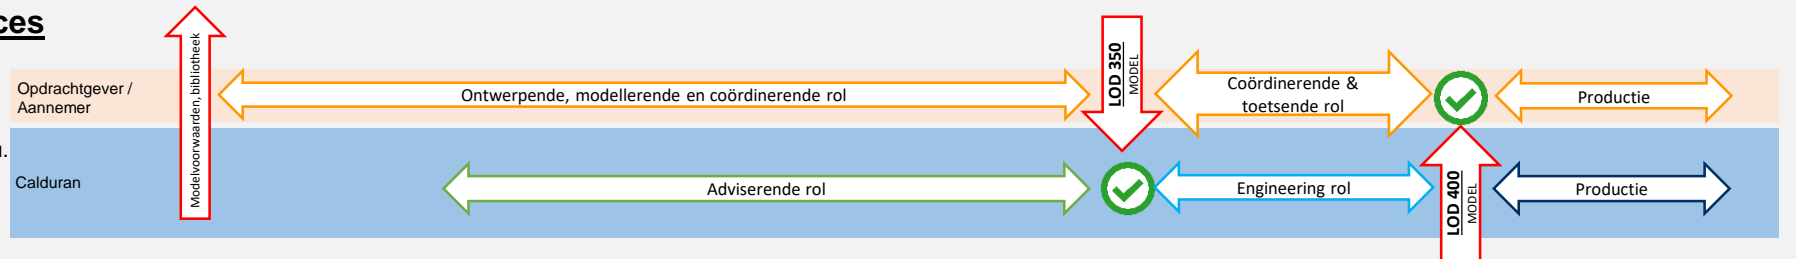 ces
Opdrachtgever /
Aannemer
Modelvoorwaarden, bibliotheek
Ontwerpende, modellerende en coördinerende rol
LOD 350
MODEL
Coördinerende &
toetsende rol
Productie
Calduran
Adviserende rol
Engineering rol
LOD 400
MODEL
Productie